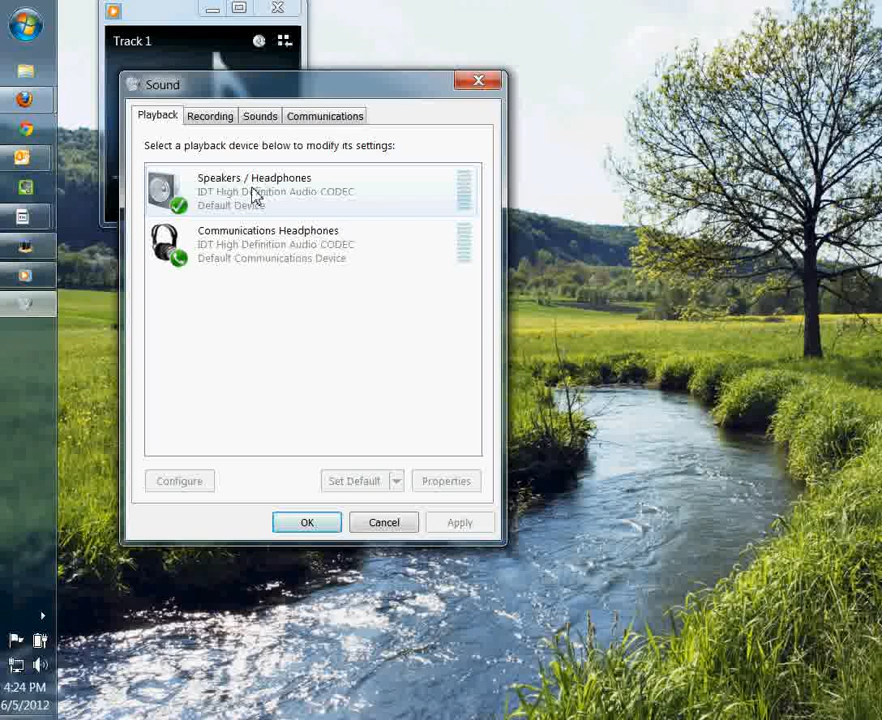 Track 1
Sound
Playback
Recording
Sounds
Communications
Select a playback device below to modify its settings:
Speakers / Headphones
IDT High Definition Audio CODEC
Default Device
Communications Headphones
IDT High Definition Audio CODEC
Default Communications Device
Configure
Set Default
Properties
OK
Cancel
Apply
4:24 PM
6/5/2012